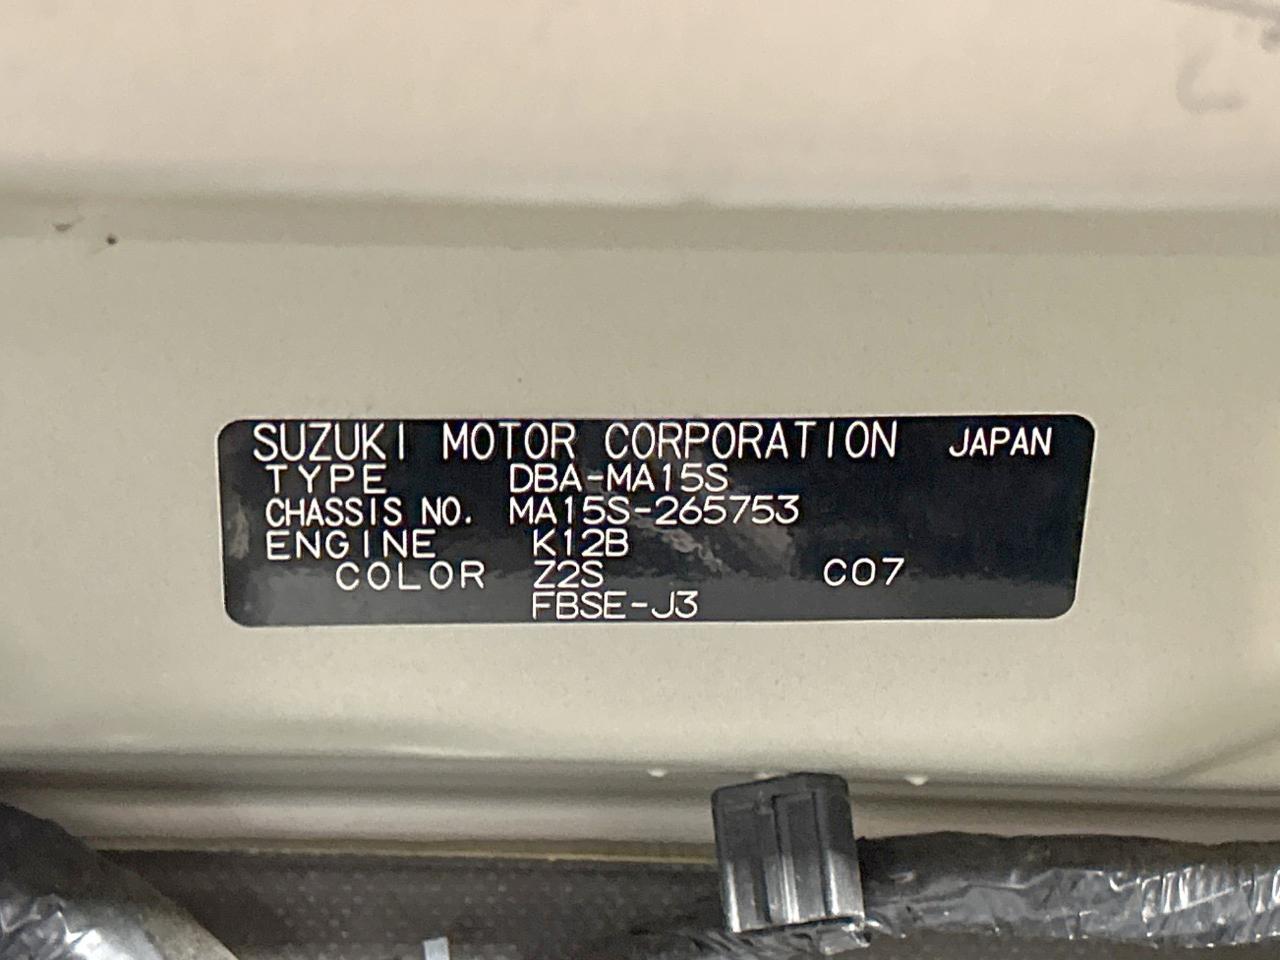 SUZUKI MOTOR CORPORATION JAPAN
TYPE DBA-MA15S
CHASSIS NO. MA15S-265753
ENGINE K12B
COLOR Z2S C07
FBSE-J3